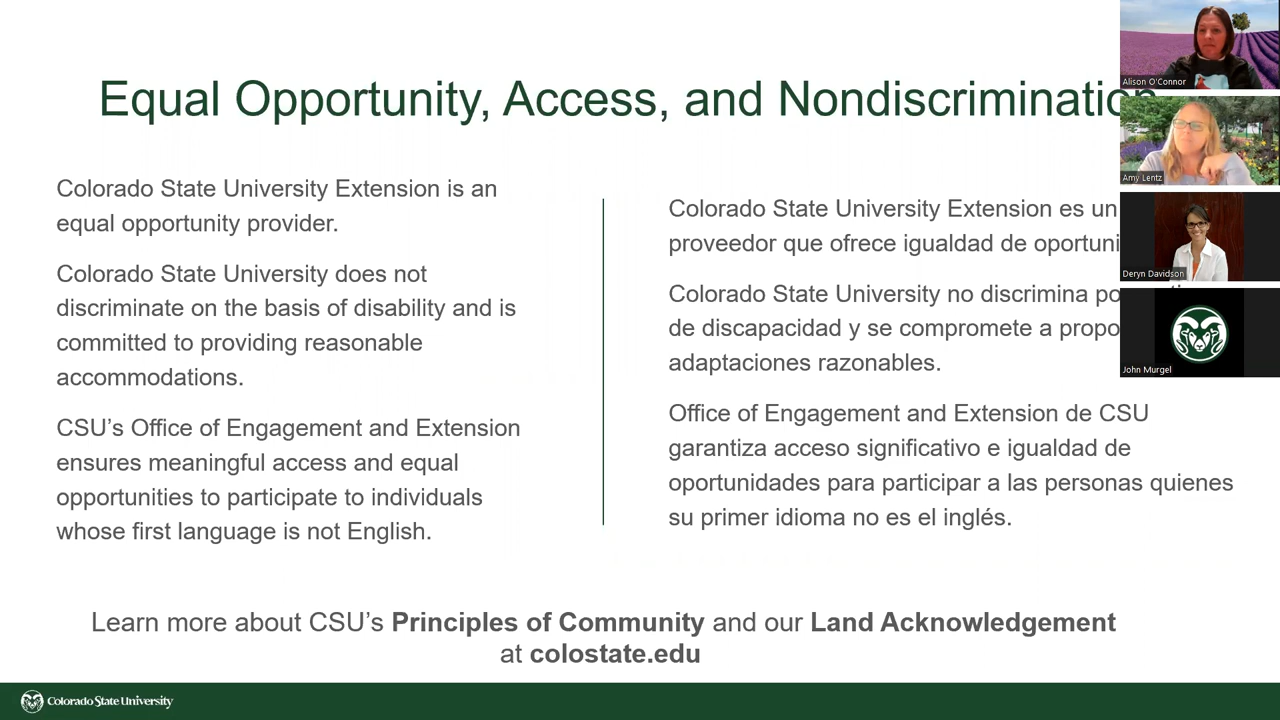 Equal Opportunity, Access, and Nondiscrimination
Colorado State University Extension is an
equal opportunity provider.
Colorado State University does not
discriminate on the basis of disability and is
committed to providing reasonable
accommodations.
CSU’s Office of Engagement and Extension
ensures meaningful access and equal
opportunities to participate to individuals
whose first language is not English.
Colorado State University Extension es un
proveedor que ofrece igualdad de
Colorado State University no discrimina
de discapacidad y se compromete a
adaptaciones razonables.
Office of Engagement and Extension de CSU
garantiza acceso significativo e igualdad de
oportunidades para participar a las personas quienes
su primer idioma no es el inglés.
Learn more about CSU’s Principles of Community and our Land Acknowledgement
at colostate.edu
Colorado State University
Alison O'Connor
Amy Lentz
Deryn Davidson
John Murgel